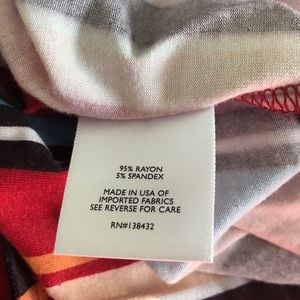 95% RAYON
5% SPANDEX
MADE IN USA OF
IMPORTED FABRICS
SEE REVERSE FOR CARE
RN#138432